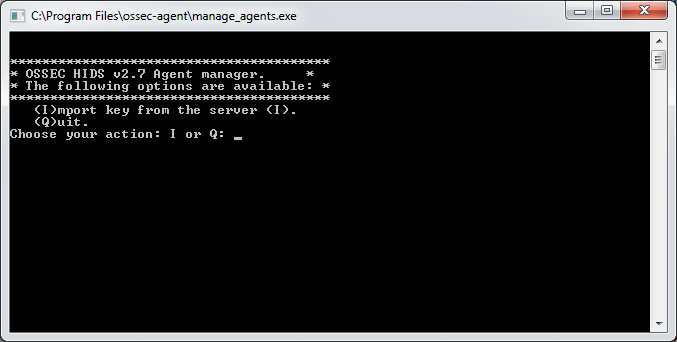 C:\Program Files\ossec-agent\manage_agents.exe
****************************************
* OSSEC HIDS v2.7 Agent manager.     *
* The following options are available: *
****************************************
   (I)mport key from the server (I).
   (Q)uit.
Choose your action: I or Q: _